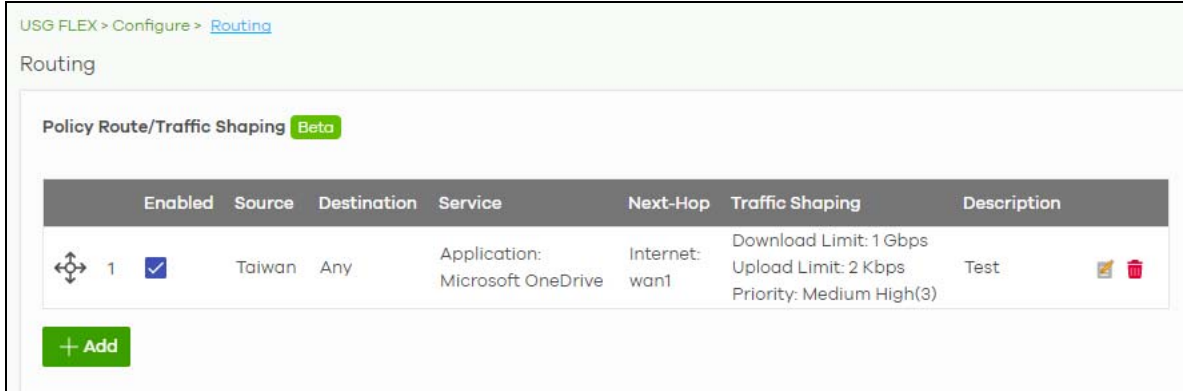 USG FLEX > Configure > Routing
Routing
Policy Route/Traffic Shaping Beta
Enabled Source Destination Service Next-Hop Traffic Shaping Description
1 Taiwan Any Application: Microsoft OneDrive Internet: wan1 Download Limit: 1 Gbps
Upload Limit: 2 Kbps
Priority: Medium High(3) Test
+ Add